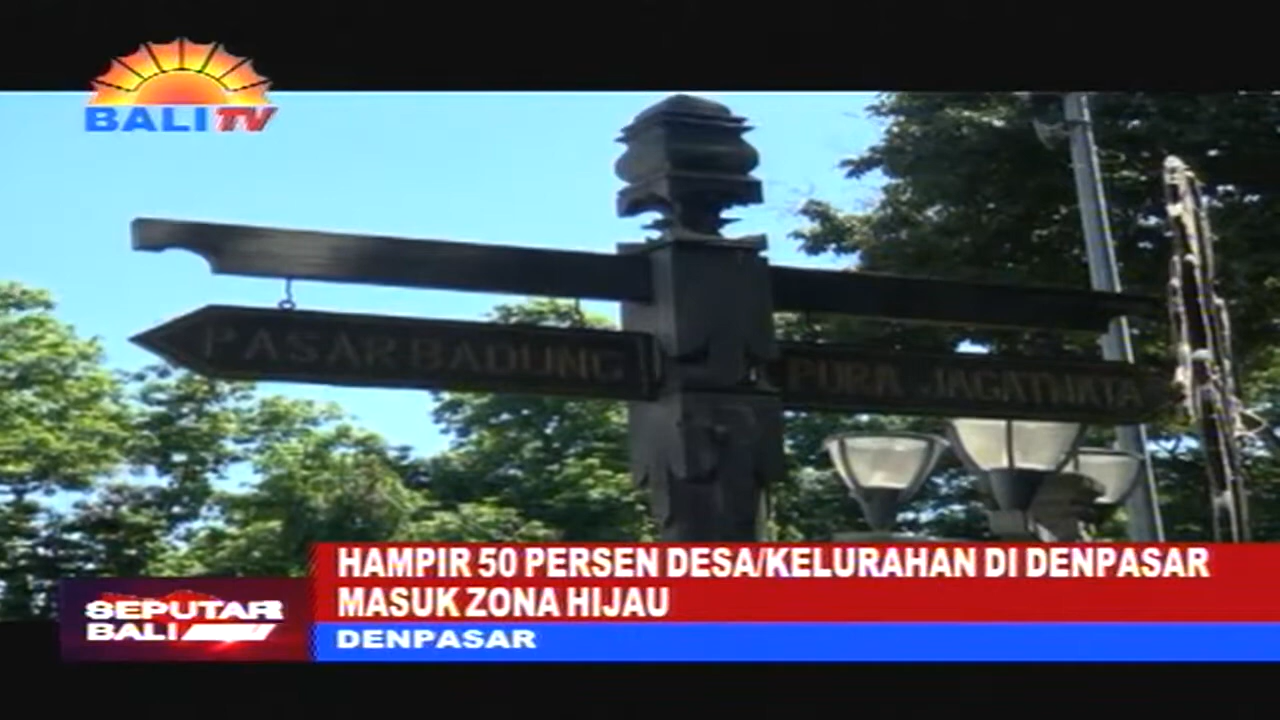 BALI TV
PASAR BADUNG
PURA JAGATNATA
HAMPIR 50 PERSEN DESA/KELURAHAN DI DENPASAR
MASUK ZONA HIJAU
SEPUTAR
BALI
DENPASAR